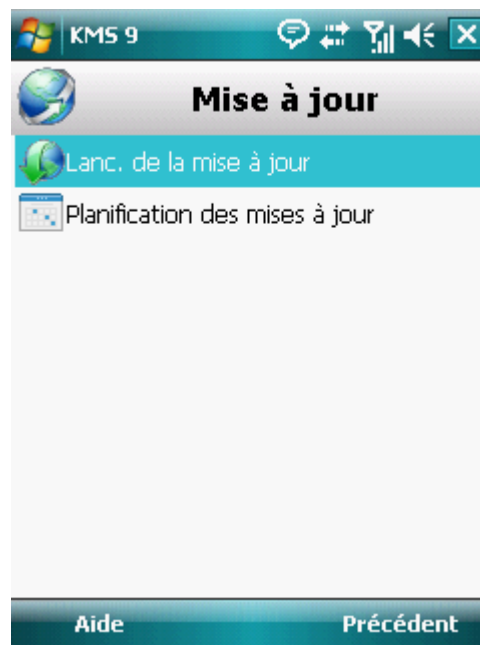 KMS 9
Mise à jour
Lanc. de la mise à jour
Planification des mises à jour
Aide Précédent